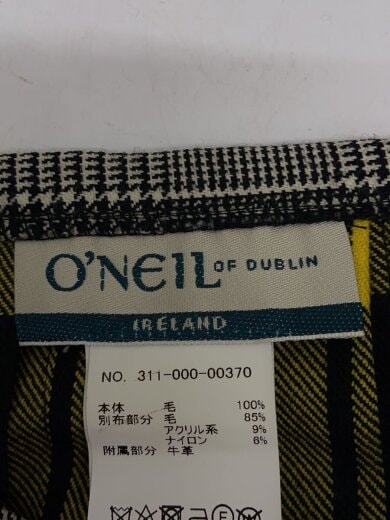 O'NEIL OF DUBLIN
IRELAND
NO. 311-000-00370
本体 毛 100%
別布部分 毛 85%
アクリル系 9%
ナイロン 6%
附属部分 牛革